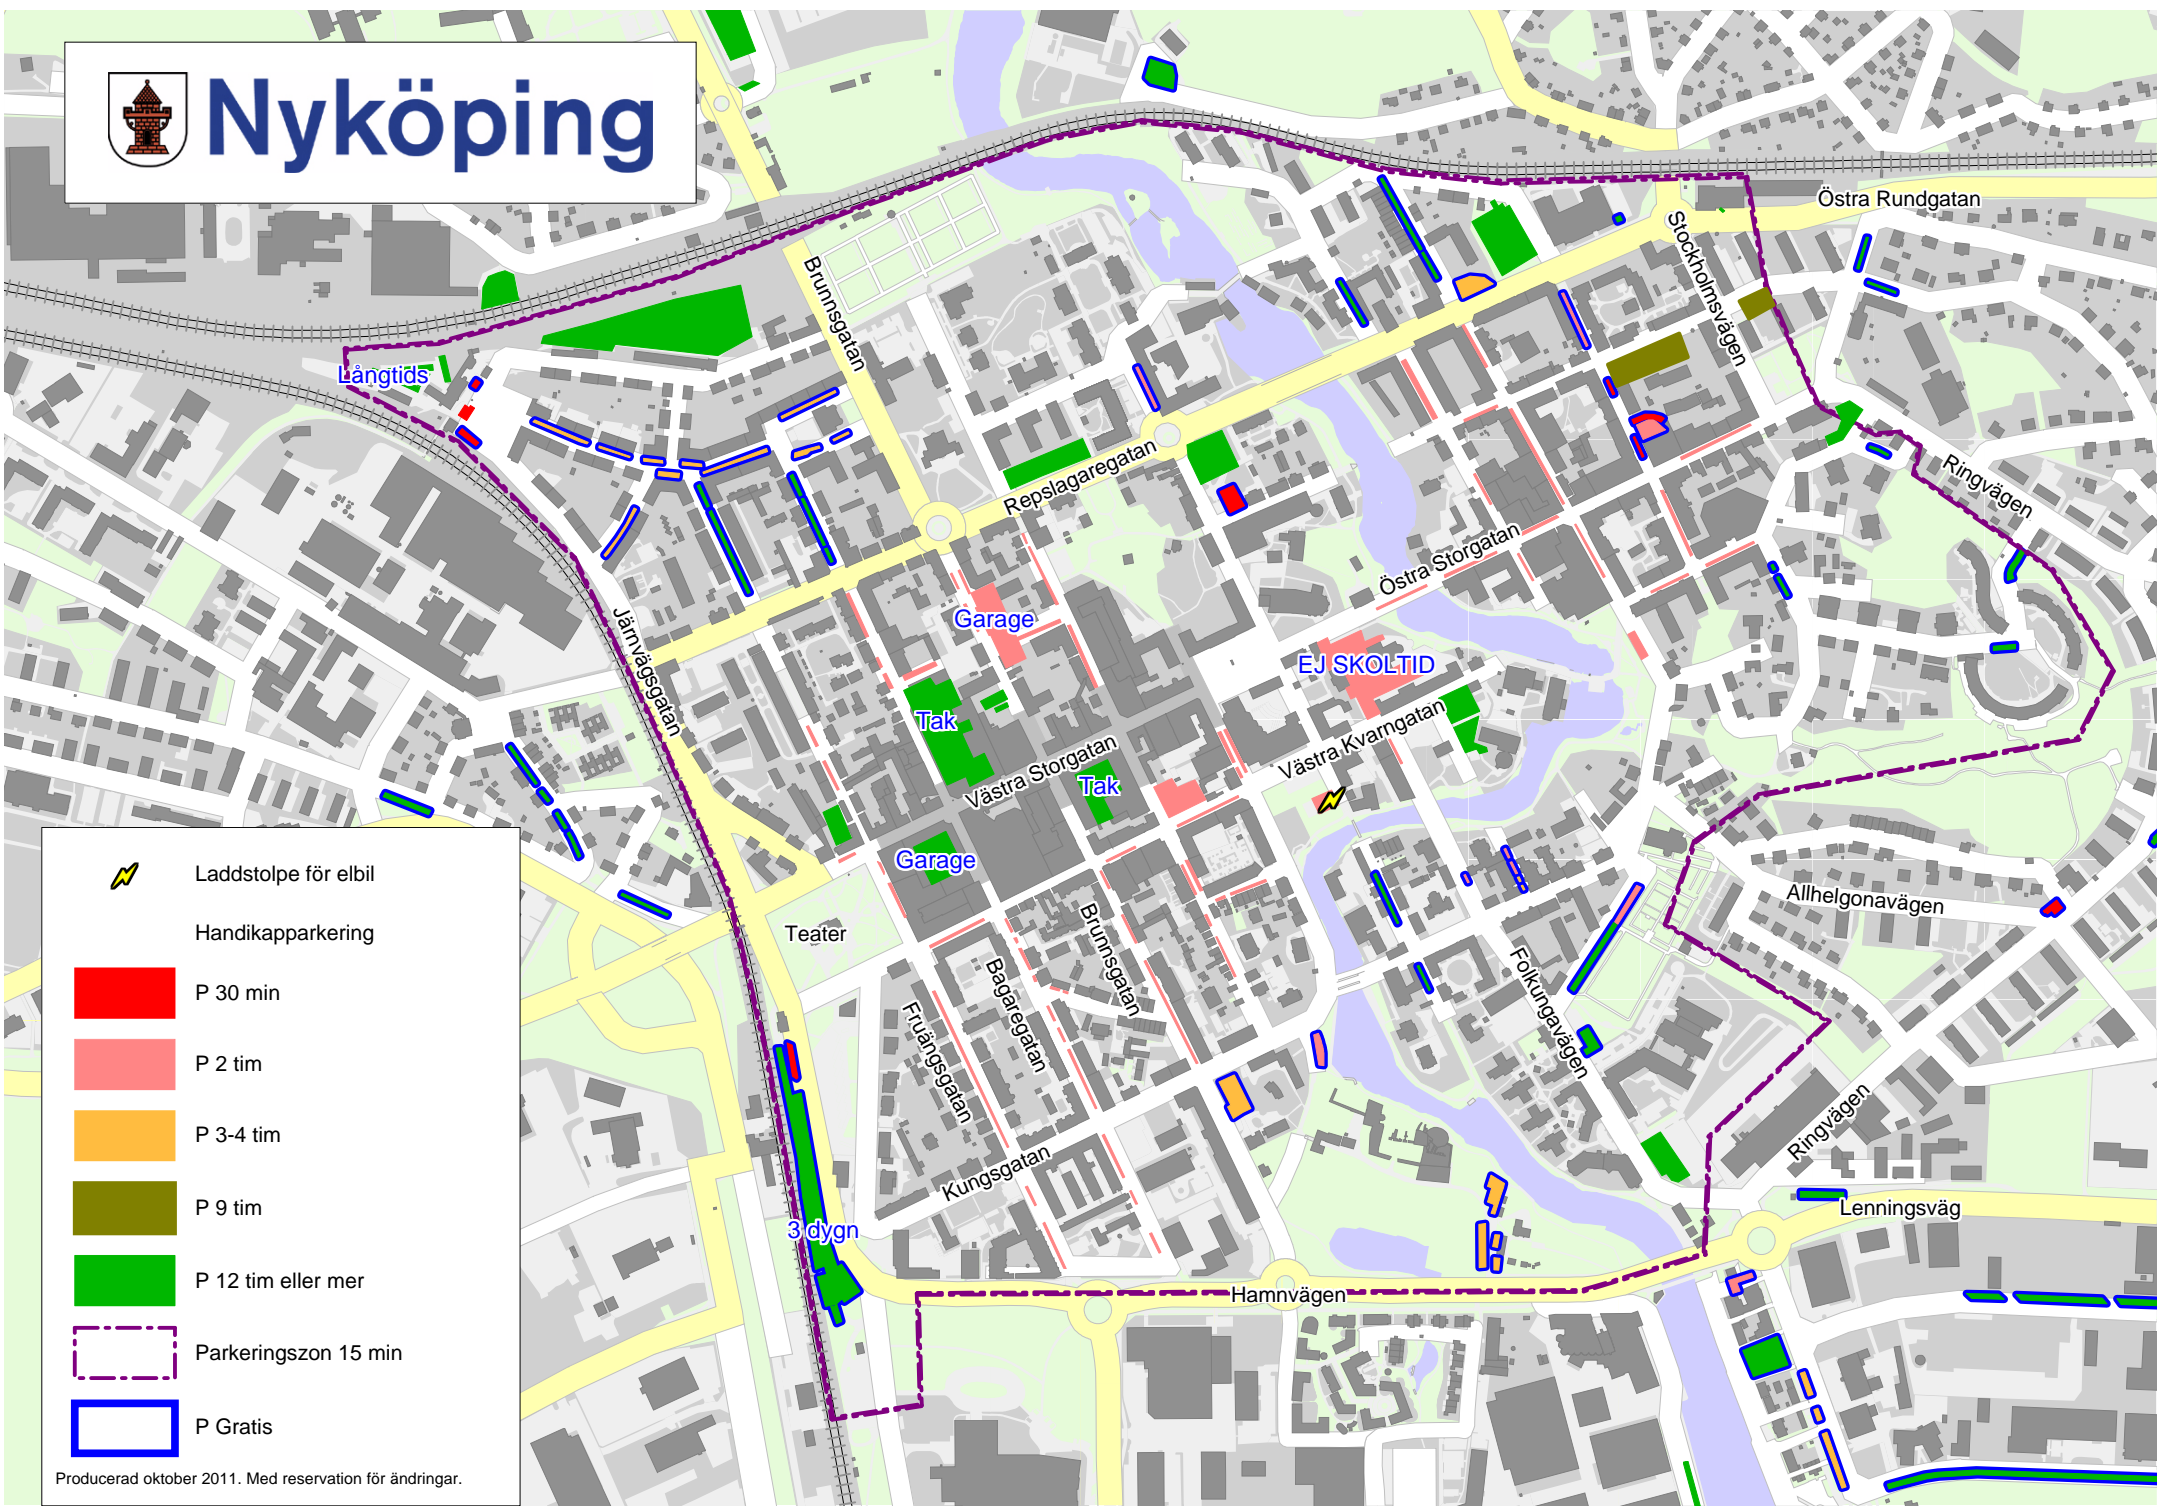 Nyköping
Östra Rundgatan
Stockholmsvägen
Brunnsgatan
Långtids
Repslagaregatan
Ringvägen
Östra Storgatan
Järnvägsgatan
Garage
EJ SKOLTID
Tak
Västra Kvarngatan
Västra Storgatan
Tak
Garage
Teater
Allhelgonavägen
Brunnsgatan
Bagaregatan
Fruängsgatan
Folkungavägen
Kungsgatan
Ringvägen
Lenningsväg
3 dygn
Hamnvägen
Laddstolpe för elbil
Handikapparkering
P 30 min
P 2 tim
P 3-4 tim
P 9 tim
P 12 tim eller mer
Parkeringszon 15 min
P Gratis
Producerad oktober 2011. Med reservation för ändringar.